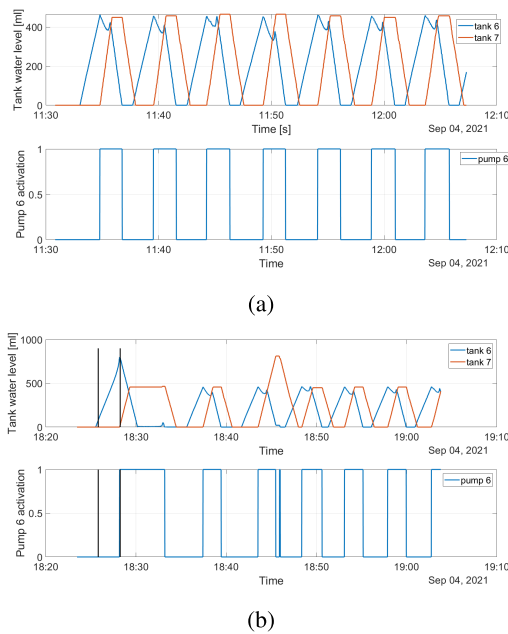 Tank water level [ml]
400
200
0
tank 6
tank 7
11:30 11:40 11:50 12:00 12:10
Time [s]
Sep 04, 2021
Pump 6 activation
1
0.5
0
pump 6
11:30 11:40 11:50 12:00 12:10
Time
Sep 04, 2021
(a)
Tank water level [ml]
1000
500
0
tank 6
tank 7
18:20 18:30 18:40 18:50 19:00 19:10
Time
Sep 04, 2021
Pump 6 activation
1
0.5
0
pump 6
18:20 18:30 18:40 18:50 19:00 19:10
Time
Sep 04, 2021
(b)